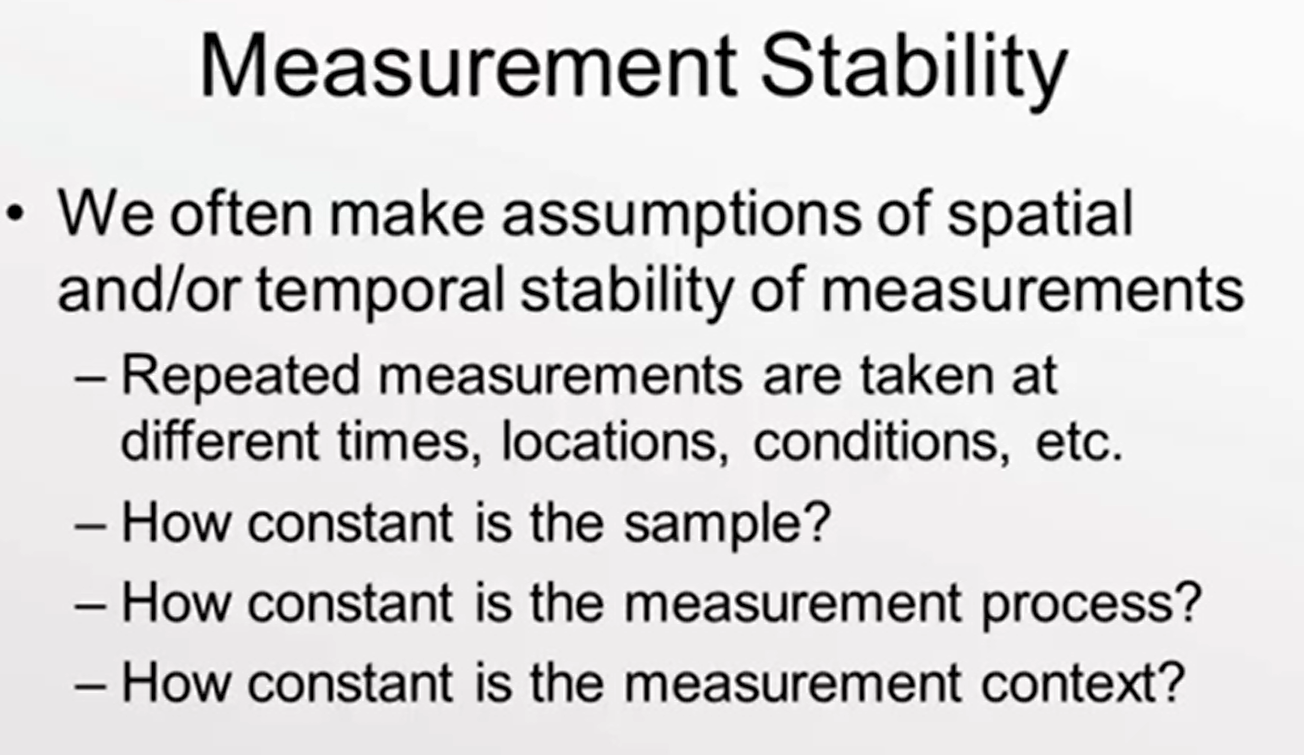 Measurement Stability
• We often make assumptions of spatial
and/or temporal stability of measurements
– Repeated measurements are taken at
different times, locations, conditions, etc.
– How constant is the sample?
– How constant is the measurement process?
– How constant is the measurement context?